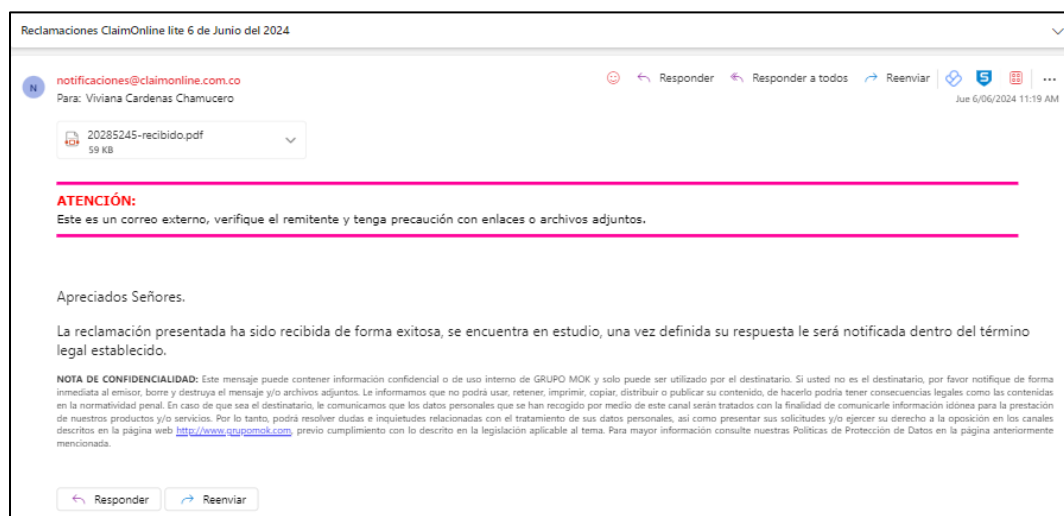 Reclamaciones ClaimOnline lite 6 de Junio del 2024
N
notificaciones@claimonline.com.co
Para: Viviana Cardenas Chamucero
Responder
Responder a todos
Reenviar
S
Jue 6/06/2024 11:19 AM
20285245-recibido.pdf
59 KB
ATENCIÓN:
Este es un correo externo, verifique el remitente y tenga precaución con enlaces o archivos adjuntos.
Apreciados Señores.
La reclamación presentada ha sido recibida de forma exitosa, se encuentra en estudio, una vez definida su respuesta le será notificada dentro del término
legal establecido.
NOTA DE CONFIDENCIALIDAD: Este mensaje puede contener información confidencial o de uso interno de GRUPO MOK y solo puede ser utilizado por el destinatario. Si usted no es el destinatario, por favor notifique de forma
inmediata al emisor, borre y destruya el mensaje y/o archivos adjuntos. Le informamos que no podrá usar, retener, imprimir, copiar, distribuir o publicar su contenido, de hacerlo podría tener consecuencias legales como las contenidas
en la normatividad penal. En caso de que sea el destinatario, le comunicamos que los datos personales que se han recogido por medio de este canal serán tratados con la finalidad de comunicarle información idónea para la prestación
de nuestros productos y/o servicios. Por lo tanto, podrá resolver dudas e inquietudes relacionadas con el tratamiento de sus datos personales, así como presentar sus solicitudes y/o ejercer su derecho a la oposición en los canales
descritos en la página web http://www.grupomok.com, previo cumplimiento con lo descrito en la legislación aplicable al tema. Para mayor información consulte nuestras Políticas de Protección de Datos en la página anteriormente
mencionada.
Responder
Reenviar